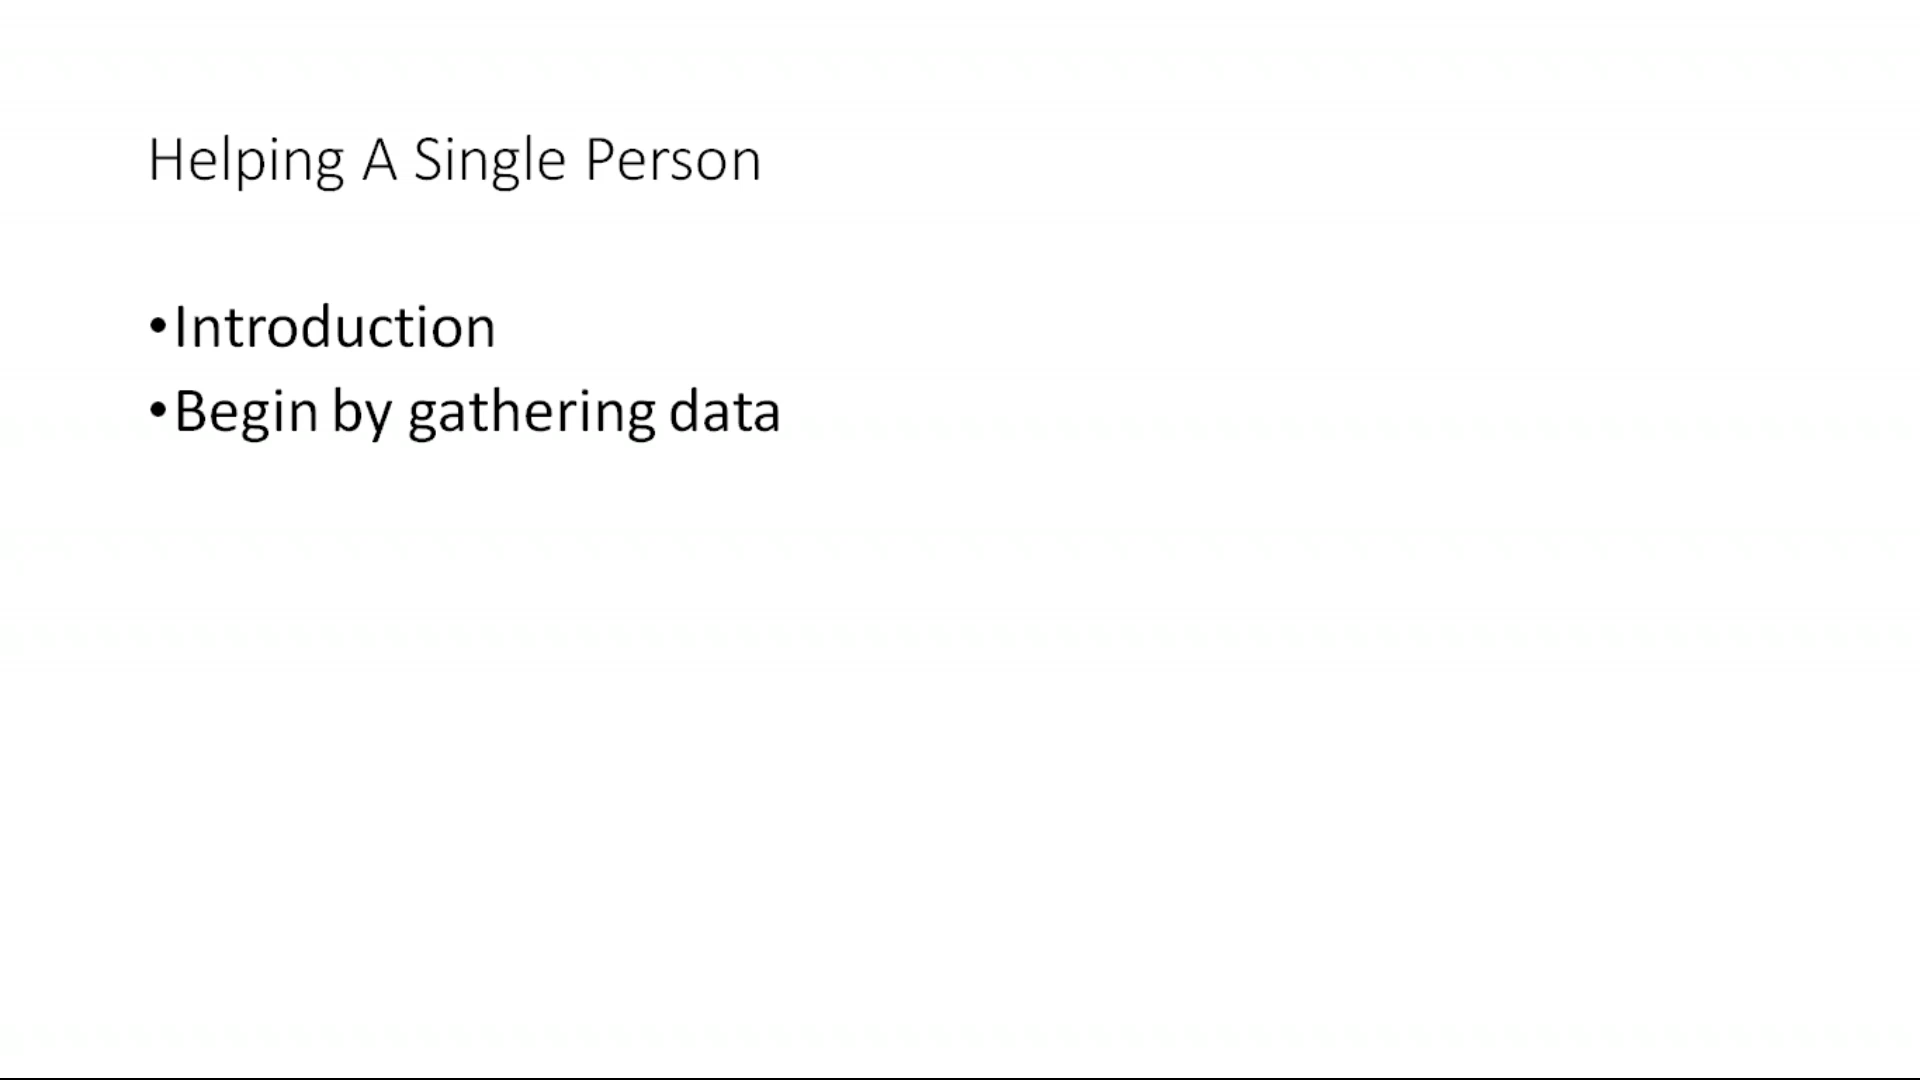 Helping A Single Person
•Introduction
•Begin by gathering data